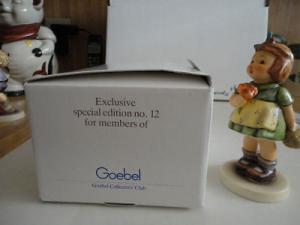 Exclusive
special edition no. 12
for members of
Goebel
Goebel Collectors' Club